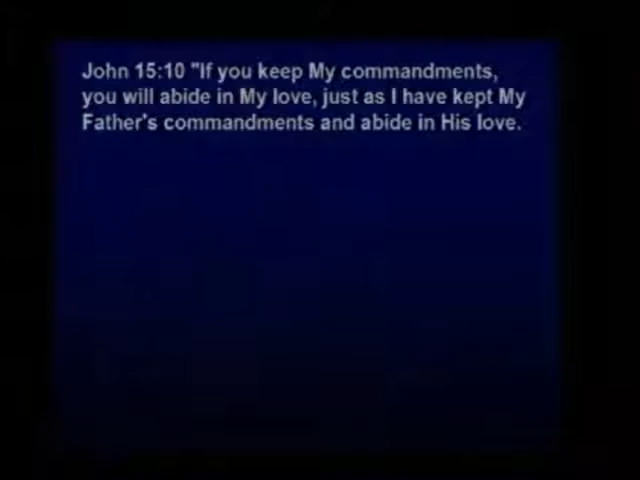 John 15:10 "If you keep My commandments,
you will abide in My love, just as I have kept My
Father's commandments and abide in His love.